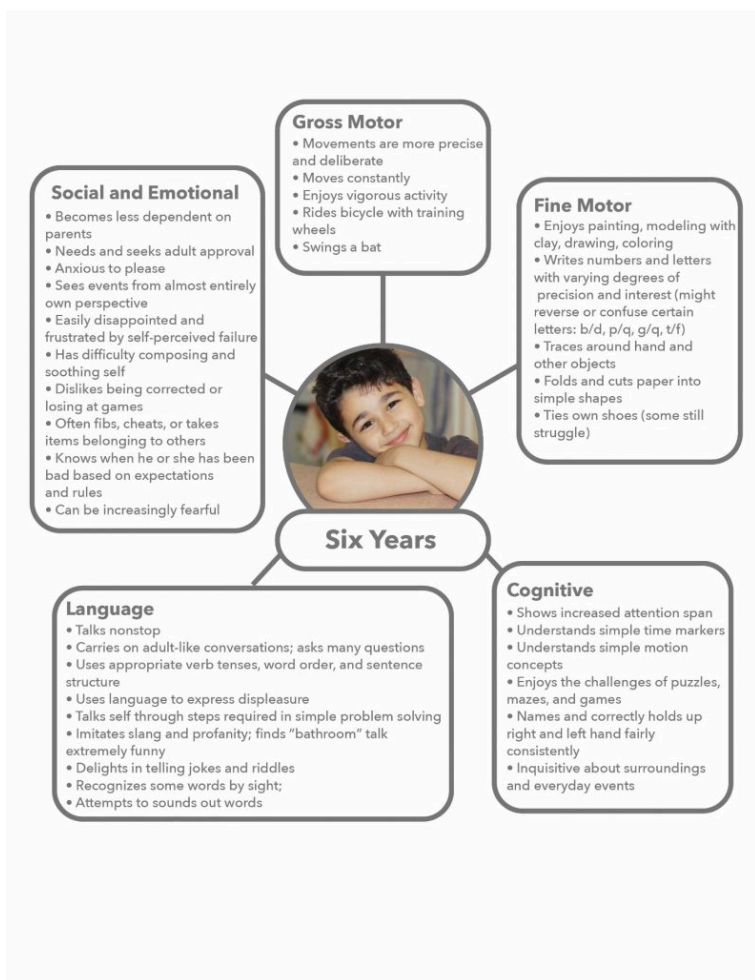 Gross Motor
• Movements are more precise
and deliberate
• Moves constantly
• Enjoys vigorous activity
• Rides bicycle with training
wheels
• Swings a bat
Social and Emotional
• Becomes less dependent on
parents
• Needs and seeks adult approval
• Anxious to please
• Sees events from almost entirely
own perspective
• Easily disappointed and
frustrated by self-perceived failure
• Has difficulty composing and
soothing self
• Dislikes being corrected or
losing at games
• Often fibs, cheats, or takes
items belonging to others
• Knows when he or she has been
bad based on expectations
and rules
• Can be increasingly fearful
Fine Motor
• Enjoys painting, modeling with
clay, drawing, coloring
• Writes numbers and letters
with varying degrees of
precision and interest (might
reverse or confuse certain
letters: b/d, p/q, g/q, t/f)
• Traces around hand and
other objects
• Folds and cuts paper into
simple shapes
• Ties own shoes (some still
struggle)
Six Years
Language
• Talks nonstop
• Carries on adult-like conversations; asks many questions
• Uses appropriate verb tenses, word order, and sentence
structure
• Uses language to express displeasure
• Talks self through steps required in simple problem solving
• Imitates slang and profanity; finds "bathroom" talk
extremely funny
• Delights in telling jokes and riddles
• Recognizes some words by sight;
• Attempts to sounds out words
Cognitive
• Shows increased attention span
• Understands simple time markers
• Understands simple motion
concepts
• Enjoys the challenges of puzzles,
mazes, and games
• Names and correctly holds up
right and left hand fairly
consistently
• Inquisitive about surroundings
and everyday events